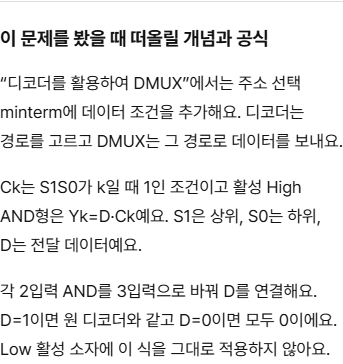 이 문제를 봤을 때 떠올릴 개념과 공식
“디코더를 활용하여 DMUX”에서는 주소 선택
minterm에 데이터 조건을 추가해요. 디코더는
경로를 고르고 DMUX는 그 경로로 데이터를 보내요.
Ck는 S1S0가 k일 때 1인 조건이고 활성 High
AND형은 Yk=D·Ck예요. S1은 상위, S0는 하위,
D는 전달 데이터예요.
각 2입력 AND를 3입력으로 바꿔 D를 연결해요.
D=1이면 원 디코더와 같고 D=0이면 모두 0이에요.
Low 활성 소자에 이 식을 그대로 적용하지 않아요.